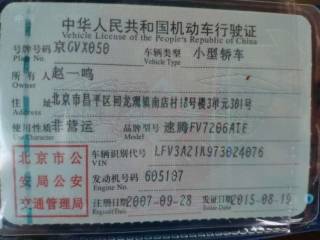 中华人民共和国机动车行驶证
Vehicle License of the People's Republic of China
号牌号码 京GVX050 车辆类型 小型轿车
Plate No. Vehicle Type
所有人 赵一鸣
Owner
住址 北京市昌平区回龙观镇南店村18号楼3单元301号
Address
使用性质 非营运 品牌型号 速腾FV7206ATE
Use Character Model
车辆识别代号 LFV3A21K973024076
VIN
发动机号码 605107
Engine No.
注册日期 2007-09-28 发证日期 2015-08-19
Register Date Issue Date
北京市公
安局公安
交通管理局